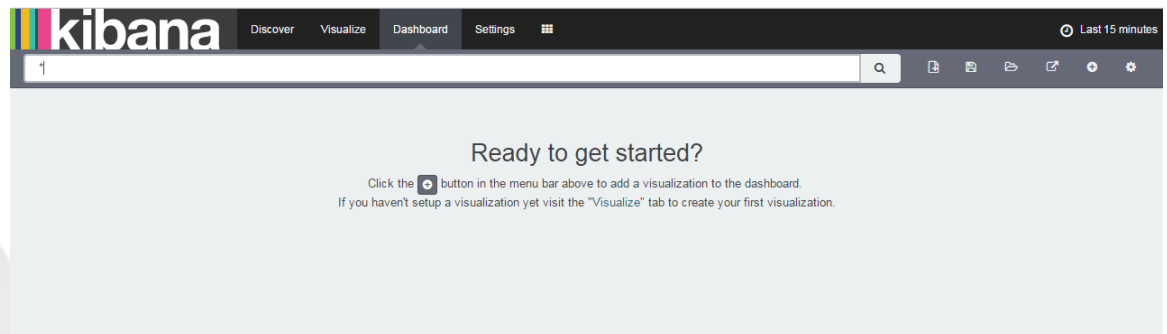 kibana Discover Visualize Dashboard Settings Last 15 minutes
*
Ready to get started?
Click the button in the menu bar above to add a visualization to the dashboard.
If you haven't setup a visualization yet visit the "Visualize" tab to create your first visualization.